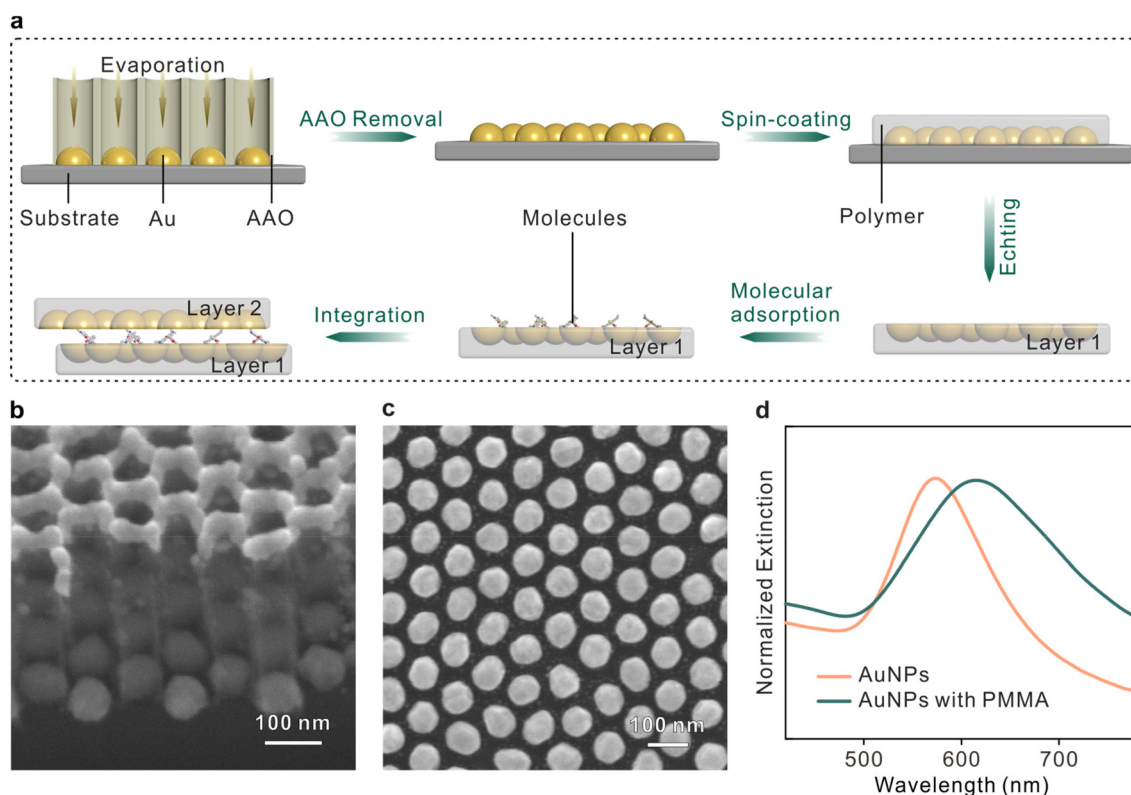 a
Evaporation
AAO Removal
Spin-coating
Substrate
Au
AAO
Molecules
Polymer
Echting
Layer 2
Layer 1
Integration
Layer 1
Molecular
adsorption
Layer 1
b
100 nm
c
100 nm
d
Normalized Extinction
AuNPs
AuNPs with PMMA
500
600
700
Wavelength (nm)